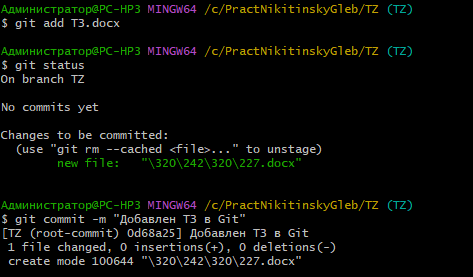 Администратор@PC-HP3 MINGW64 /c/PractNikitinskyGleb/TZ (TZ)
$ git add ТЗ.docx
Администратор@PC-HP3 MINGW64 /c/PractNikitinskyGleb/TZ (TZ)
$ git status
On branch TZ
No commits yet
Changes to be committed:
  (use "git rm --cached <file>..." to unstage)
        new file:   "\320\242\320\227.docx"
Администратор@PC-HP3 MINGW64 /c/PractNikitinskyGleb/TZ (TZ)
$ git commit -m "Добавлен ТЗ в Git"
[TZ (root-commit) 0d68a25] Добавлен ТЗ в Git
 1 file changed, 0 insertions(+), 0 deletions(-)
 create mode 100644 "\320\242\320\227.docx"